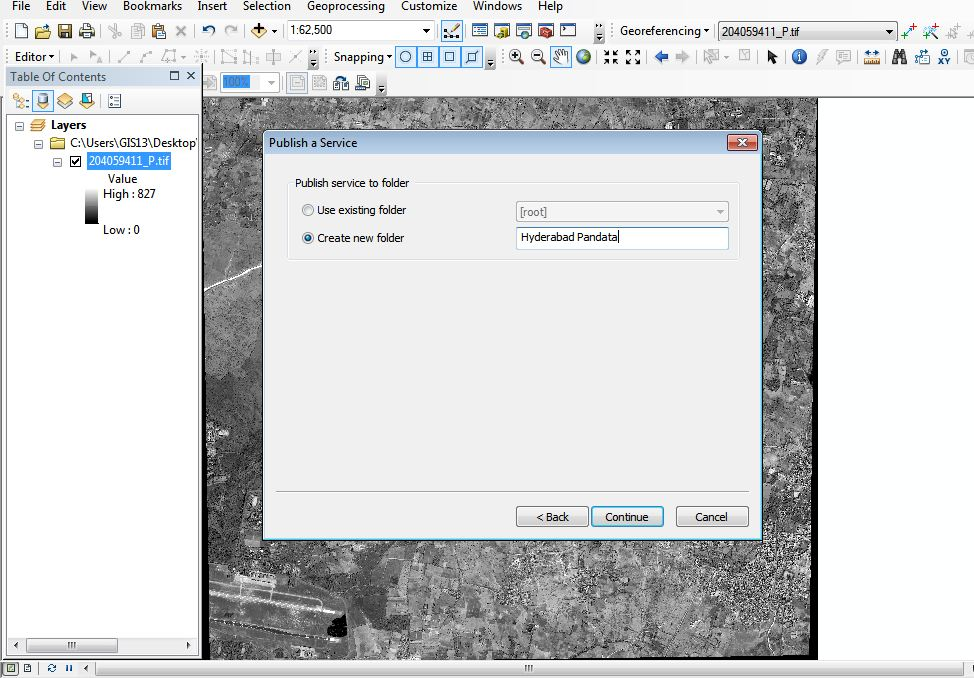 File Edit View Bookmarks Insert Selection Geoprocessing Customize Windows Help
1:62,500 Georeferencing 204059411_P.tif
Editor Snapping
Table Of Contents
100%
Layers
C:\Users\GIS13\Desktop
204059411_P.tif
Value
High : 827
Low : 0
Publish a Service
Publish service to folder
Use existing folder [root]
Create new folder Hyderabad Pandata
< Back Continue Cancel